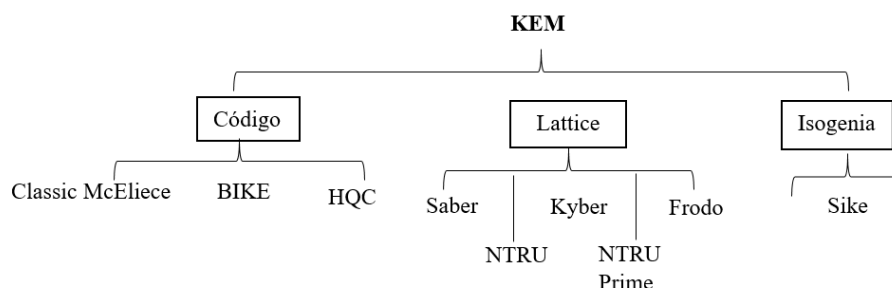 KEM
Código
Lattice
Isogenia
Classic McEliece
BIKE
HQC
Saber
Kyber
Frodo
Sike
NTRU
NTRU
Prime